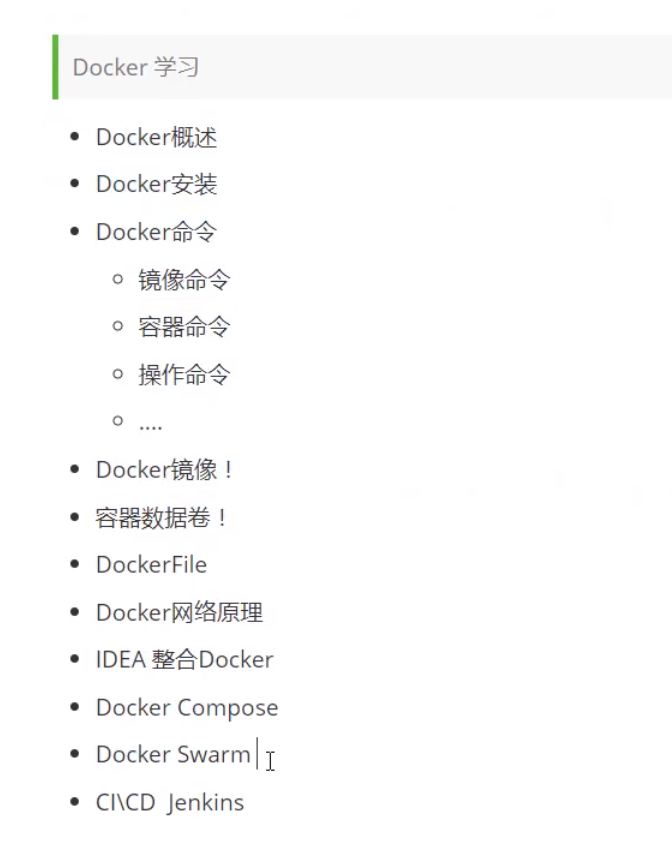 Docker 学习
Docker概述
Docker安装
Docker命令
镜像命令
容器命令
操作命令
....
Docker镜像！
容器数据卷！
DockerFile
Docker网络原理
IDEA 整合Docker
Docker Compose
Docker Swarm
CI\CD Jenkins